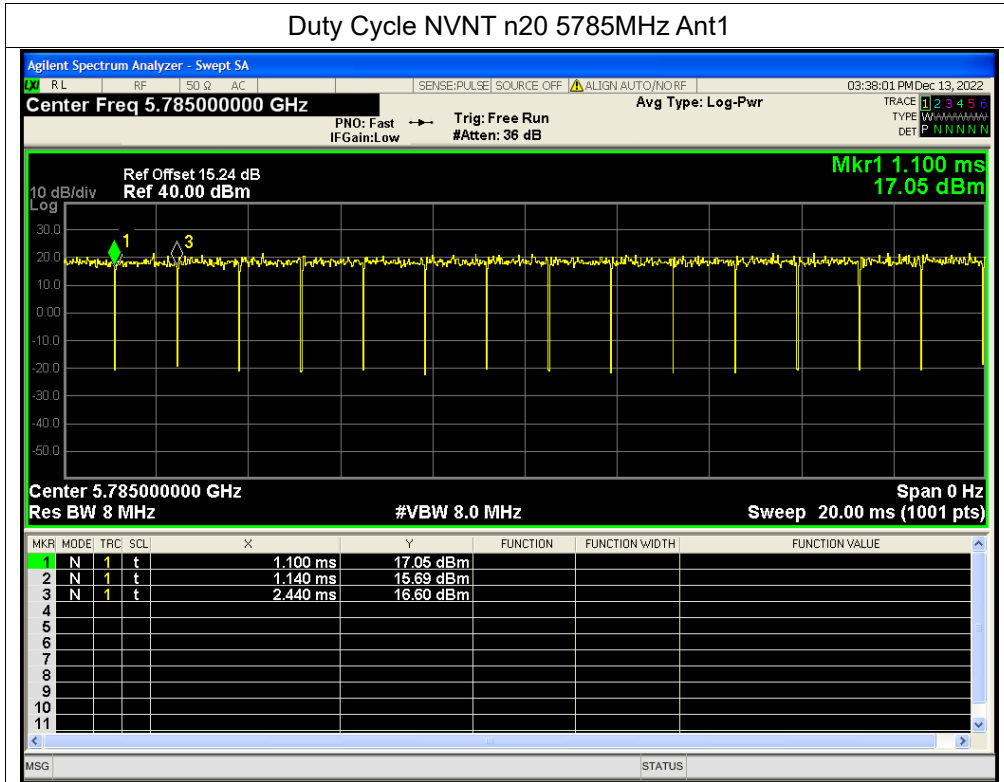 Duty Cycle NVNT n20 5785MHz Ant1
Agilent Spectrum Analyzer - Swept SA
LXI RL RF 50 Ω AC SENSE:PULSE SOURCE OFF ALIGN AUTO/NO RF 03:38:01 PM Dec 13, 2022
Center Freq 5.785000000 GHz Avg Type: Log-Pwr TRACE 1 2 3 4 5 6
PNO: Fast Trig: Free Run TYPE W
IFGain:Low #Atten: 36 dB DET P N N N N N
Mkr1 1.100 ms
Ref Offset 15.24 dB 17.05 dBm
10 dB/div Ref 40.00 dBm
Log
30.0
20.0
10.0
0.00
-10.0
-20.0
-30.0
-40.0
-50.0
1
3
Center 5.785000000 GHz Span 0 Hz
Res BW 8 MHz #VBW 8.0 MHz Sweep 20.00 ms (1001 pts)
MKR MODE TRC SCL X Y FUNCTION FUNCTION WIDTH FUNCTION VALUE
1 N 1 t 1.100 ms 17.05 dBm
2 N 1 t 1.140 ms 15.69 dBm
3 N 1 t 2.440 ms 16.60 dBm
4
5
6
7
8
9
10
11
MSG STATUS